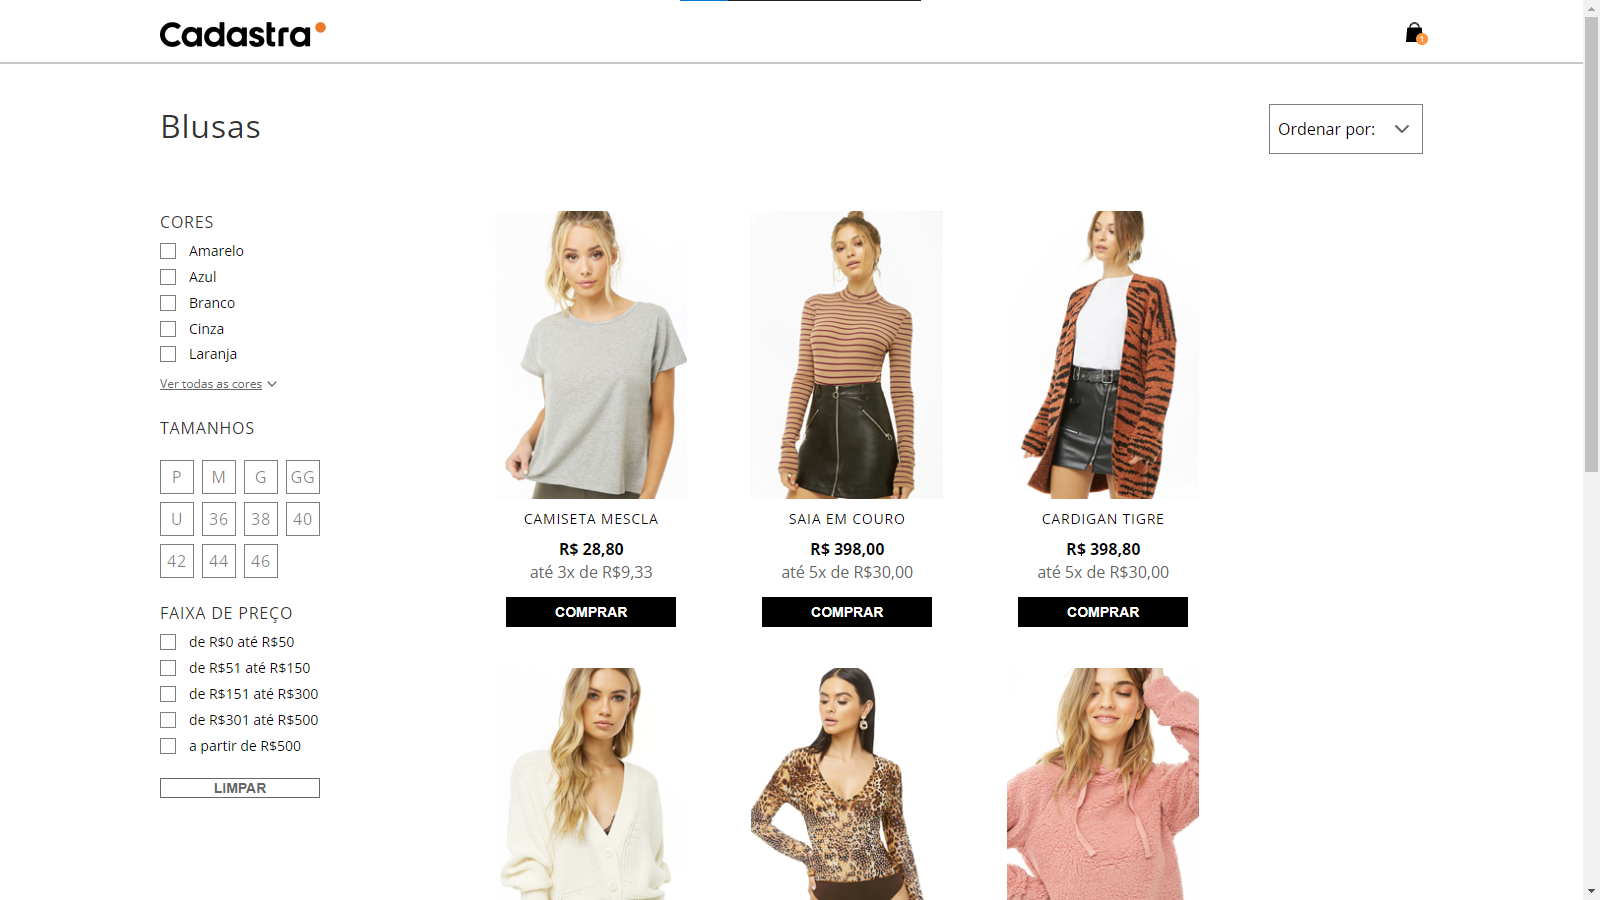 Cadastra
1
Blusas
Ordenar por:
CORES
Amarelo
Azul
Branco
Cinza
Laranja
Ver todas as cores
TAMANHOS
P M G GG
U 36 38 40
42 44 46
FAIXA DE PREÇO
de R$0 até R$50
de R$51 até R$150
de R$151 até R$300
de R$301 até R$500
a partir de R$500
LIMPAR
CAMISETA MESCLA
R$ 28,80
até 3x de R$9,33
COMPRAR
SAIA EM COURO
R$ 398,00
até 5x de R$30,00
COMPRAR
CARDIGAN TIGRE
R$ 398,80
até 5x de R$30,00
COMPRAR